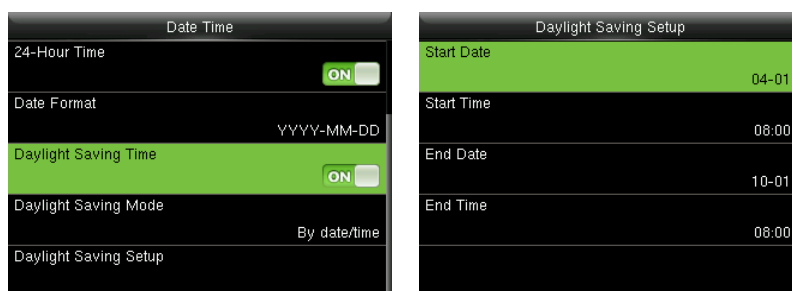 Date Time
24-Hour Time
ON
Date Format
YYYY-MM-DD
Daylight Saving Time
ON
Daylight Saving Mode
By date/time
Daylight Saving Setup
Daylight Saving Setup
Start Date
04-01
Start Time
08:00
End Date
10-01
End Time
08:00